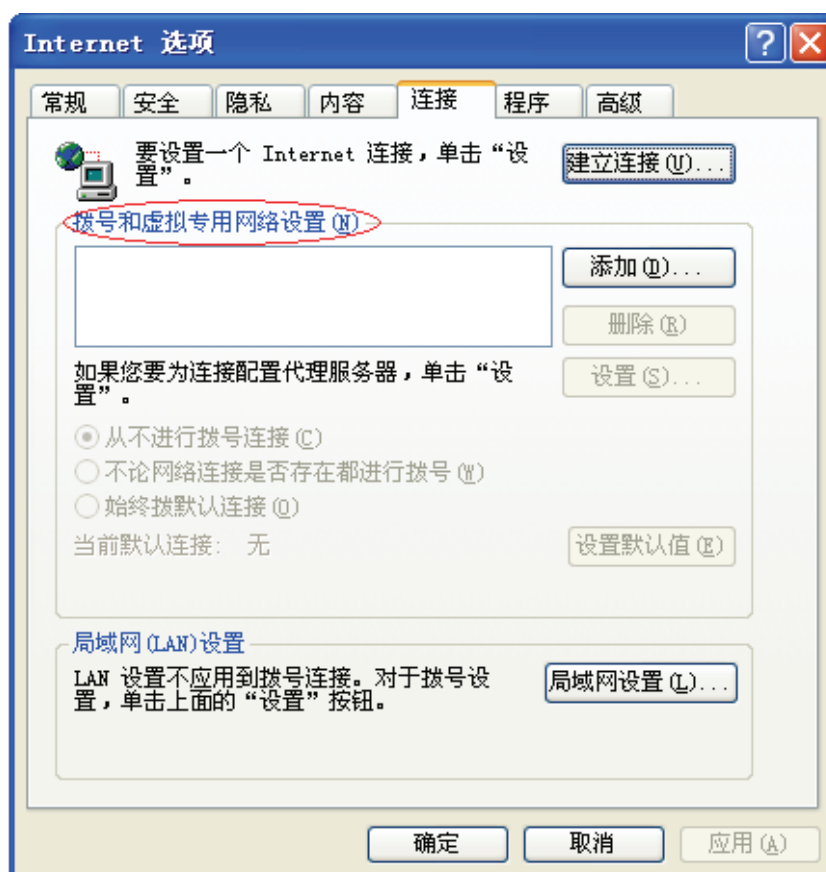 Internet 选项
常规 安全 隐私 内容 连接 程序 高级
要设置一个 Internet 连接，单击“设
置”。
建立连接(U)...
拨号和虚拟专用网络设置(N)
添加(D)...
删除(R)
如果您要为连接配置代理服务器，单击“设
置”。
设置(S)...
从不进行拨号连接(C)
不论网络连接是否存在都进行拨号(W)
始终拨默认连接(O)
当前默认连接: 无
设置默认值(E)
局域网(LAN)设置
LAN 设置不应用到拨号连接。对于拨号设
置，单击上面的“设置”按钮。
局域网设置(L)...
确定 取消 应用(A)